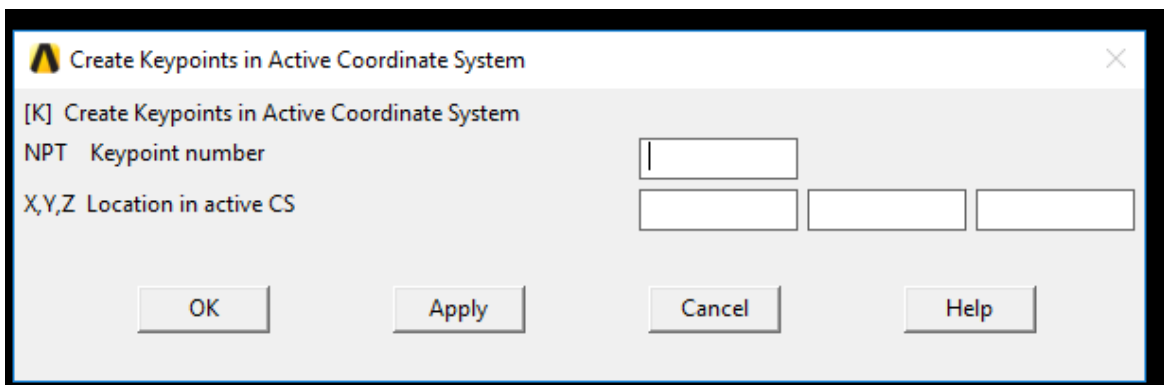 Create Keypoints in Active Coordinate System
[K] Create Keypoints in Active Coordinate System
NPT Keypoint number
X,Y,Z Location in active CS
OK Apply Cancel Help